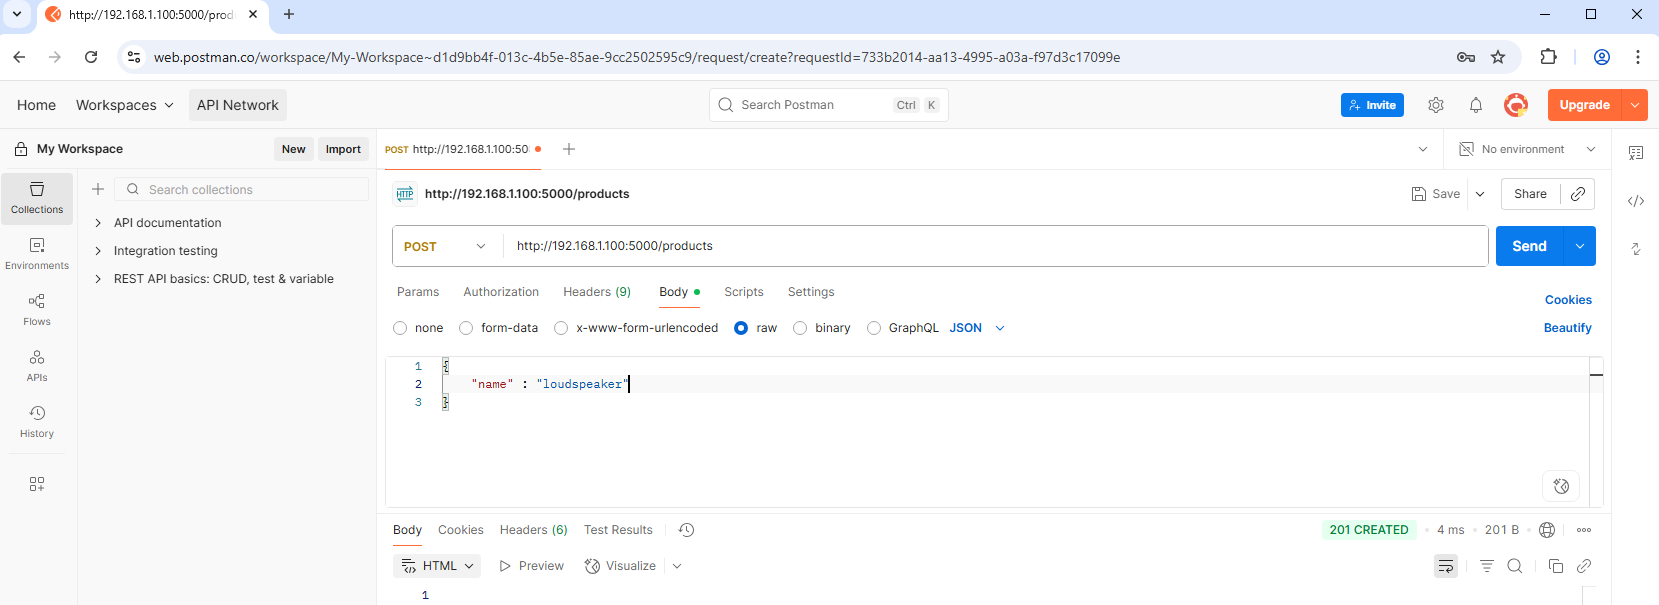 http://192.168.1.100:5000/prod
web.postman.co/workspace/My-Workspace~d1d9bb4f-013c-4b5e-85ae-9cc2502595c9/request/create?requestId=733b2014-aa13-4995-a03a-f97d3c17099e
Home Workspaces API Network Search Postman Ctrl K Invite Upgrade
My Workspace New Import POST http://192.168.1.100:50 No environment
Search collections
Collections
API documentation
Integration testing
REST API basics: CRUD, test & variable
Environments
Flows
APIs
History
HTTP http://192.168.1.100:5000/products Save Share
POST http://192.168.1.100:5000/products Send
Params Authorization Headers (9) Body Scripts Settings Cookies
none form-data x-www-form-urlencoded raw binary GraphQL JSON Beautify
1 {
2 "name" : "loudspeaker"
3 }
Body Cookies Headers (6) Test Results 201 CREATED 4 ms 201 B
HTML Preview Visualize
1